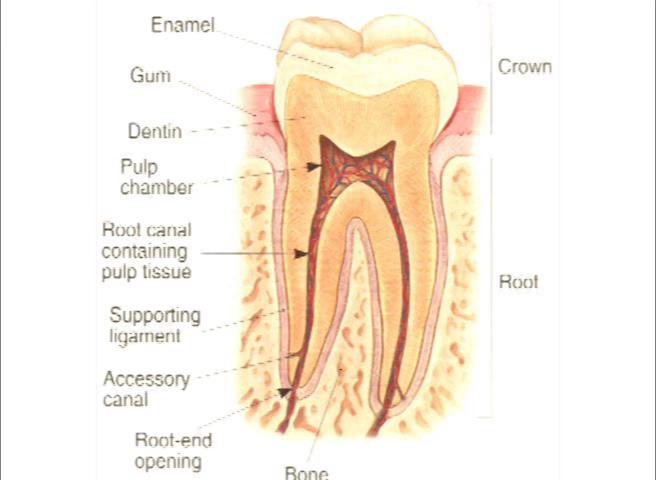 Enamel
Crown
Gum
Dentin
Pulp
chamber
Root canal
containing
pulp tissue
Root
Supporting
ligament
Accessory
canal
Root-end
opening
Bone